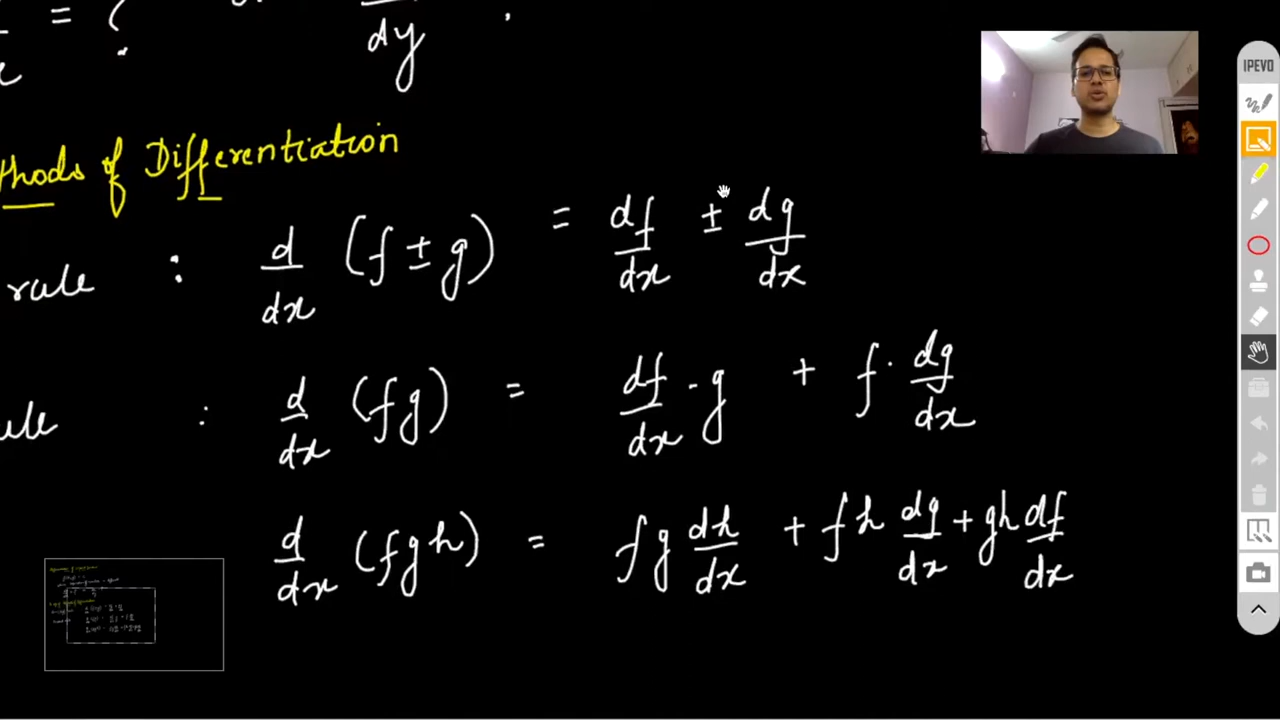 = ?
dy
IPEVO
thods of Differentiation
rule : d/dx (f ± g) = df/dx ± dg/dx
ule : d/dx (fg) = df/dx · g + f · dg/dx
d/dx (fgh) = fg dh/dx + fh dg/dx + gh df/dx